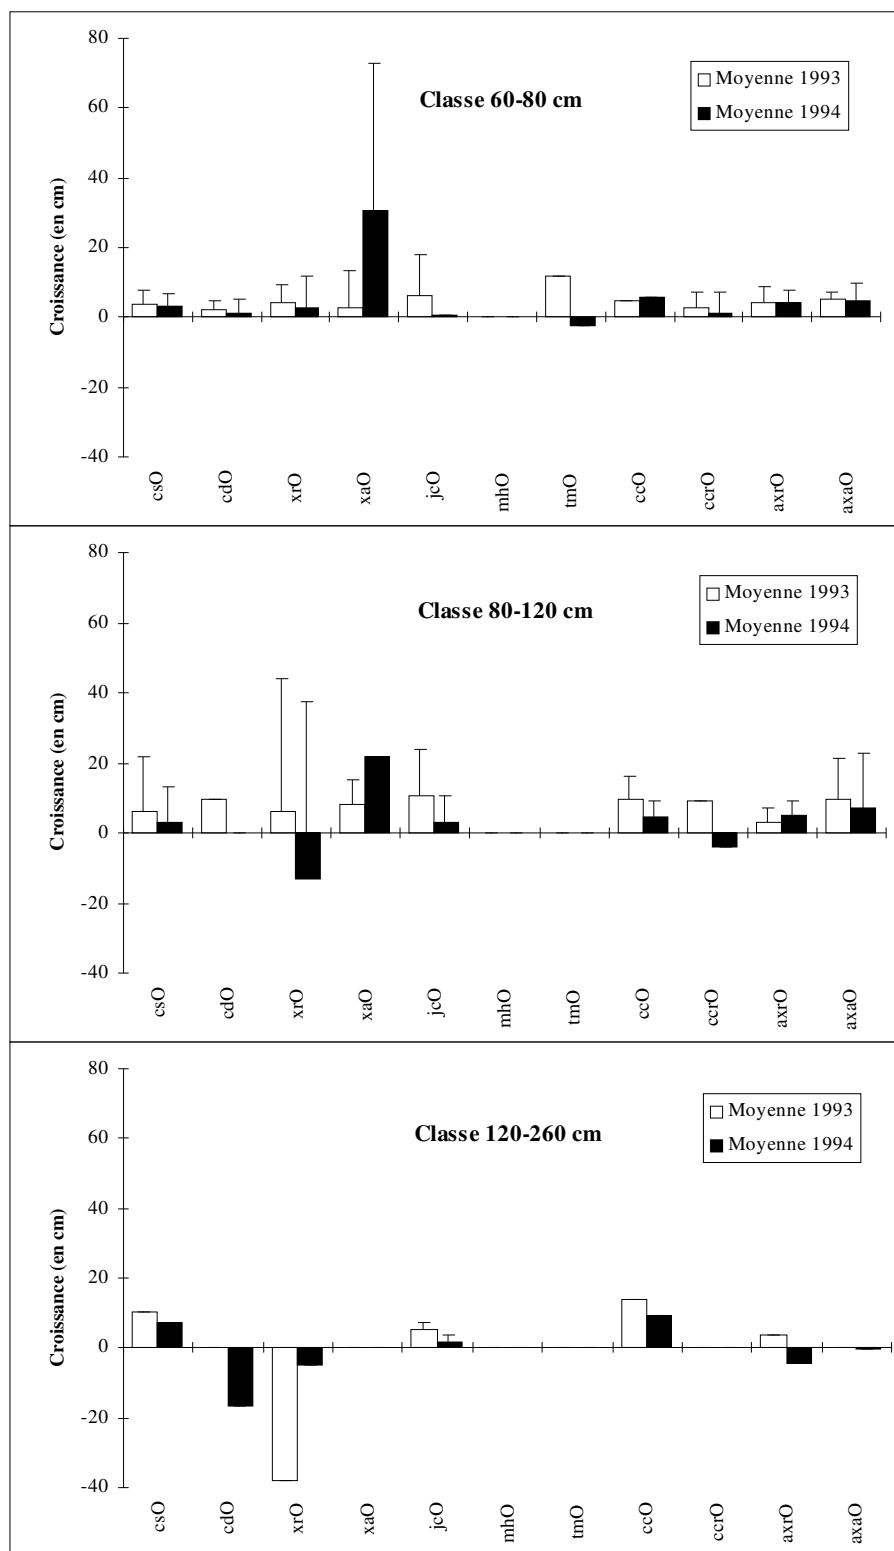 80
60
40
20
0
-20
-40
Croissance (en cm)
Classe 60-80 cm
Moyenne 1993
Moyenne 1994
csO
cdO
xrO
xaO
jcO
mhO
tmO
ccO
ccrO
axrO
axaO
80
60
40
20
0
-20
-40
Croissance (en cm)
Classe 80-120 cm
Moyenne 1993
Moyenne 1994
csO
cdO
xrO
xaO
jcO
mhO
tmO
ccO
ccrO
axrO
axaO
80
60
40
20
0
-20
-40
Croissance (en cm)
Classe 120-260 cm
Moyenne 1993
Moyenne 1994
csO
cdO
xrO
xaO
jcO
mhO
tmO
ccO
ccrO
axrO
axaO